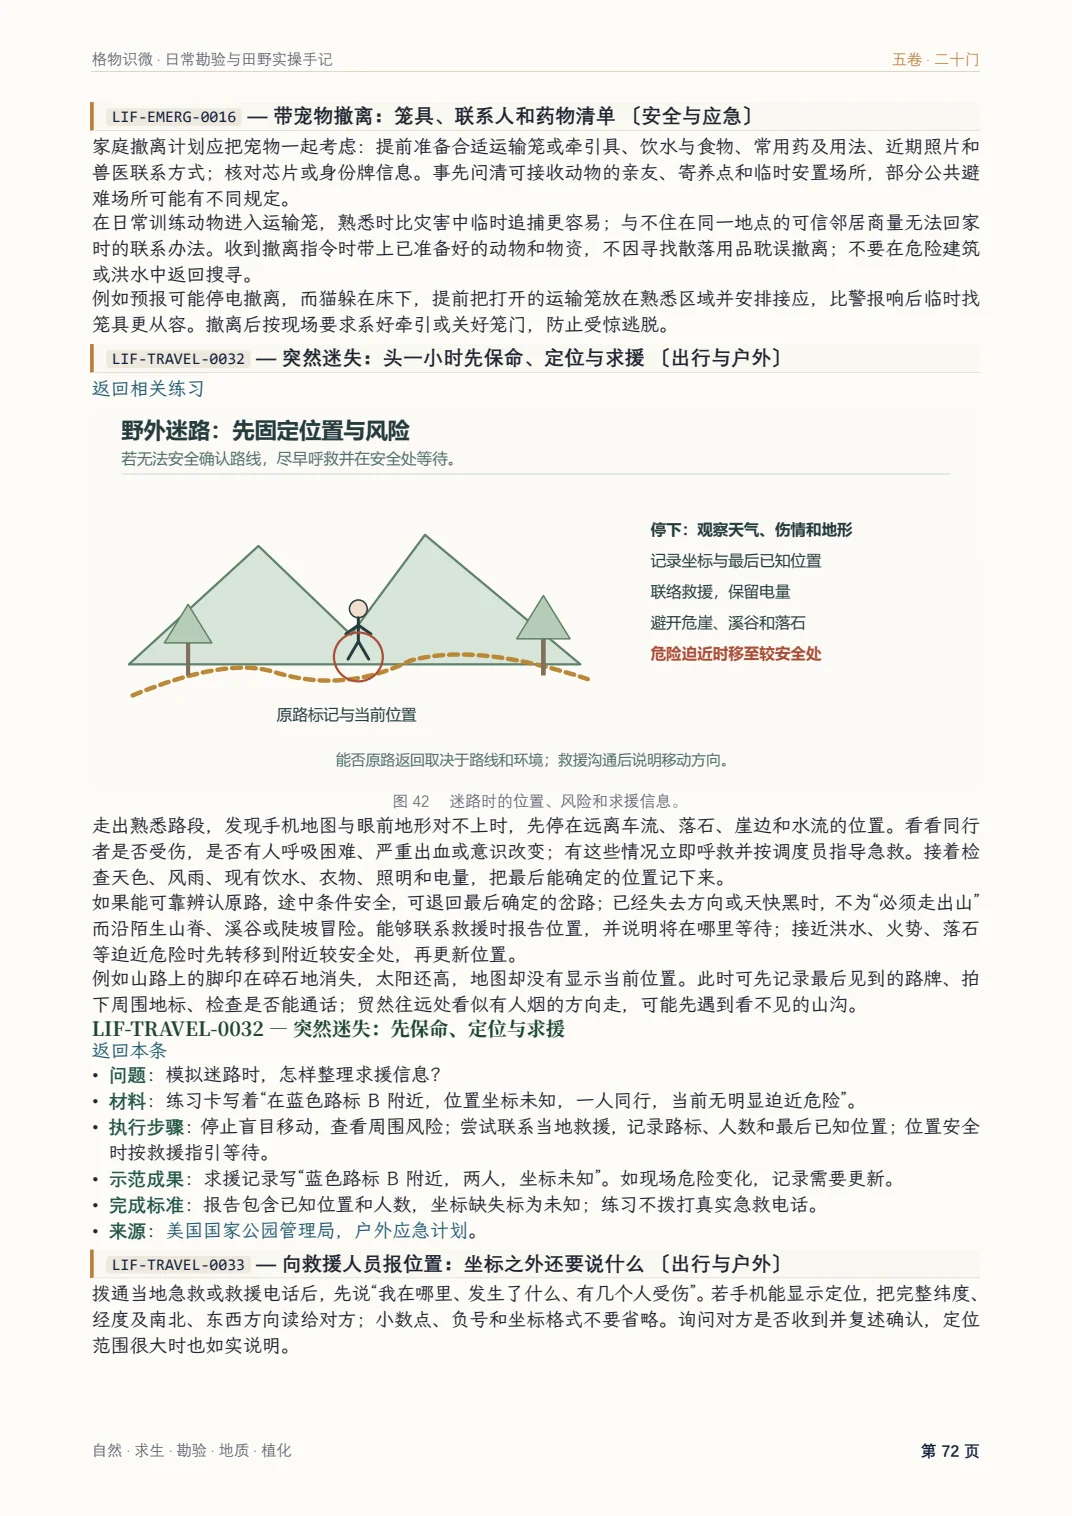 格物识微 · 日常勘验与田野实操手记
五卷 · 二十门
LIF-EMERG-0016 — 带宠物撤离：笼具、联系人和药物清单 〔安全与应急〕
家庭撤离计划应把宠物一起考虑：提前准备合适运输笼或牵引具、饮水与食物、常用药及用法、近期照片和
兽医联系方式；核对芯片或身份牌信息。事先问清可接收动物的亲友、寄养点和临时安置场所，部分公共避
难场所可能有不同规定。
在日常训练动物进入运输笼，熟悉时比灾害中临时追捕更容易；与不住在同一地点的可信邻居商量无法回家
时的联系办法。收到撤离指令时带上已准备好的动物和物资，不因寻找散落用品耽误撤离；不要在危险建筑
或洪水中返回搜寻。
例如预报可能停电撤离，而猫躲在床下，提前把打开的运输笼放在熟悉区域并安排接应，比警报响后临时找
笼具更从容。撤离后按现场要求系好牵引或关好笼门，防止受惊逃脱。
LIF-TRAVEL-0032 — 突然迷失：头一小时先保命、定位与求援 〔出行与户外〕
返回相关练习
野外迷路：先固定位置与风险
若无法安全确认路线，尽早呼救并在安全处等待。
停下：观察天气、伤情和地形
记录坐标与最后已知位置
联络救援，保留电量
避开危崖、溪谷和落石
危险迫近时移至较安全处
原路标记与当前位置
能否原路返回取决于路线和环境；救援沟通后说明移动方向。
图 42 迷路时的位置、风险和求援信息。
走出熟悉路段，发现手机地图与眼前地形对不上时，先停在远离车流、落石、崖边和水流的位置。看看同行
者是否受伤，是否有人呼吸困难、严重出血或意识改变；有这些情况立即呼救并按调度员指导急救。接着检
查天色、风雨、现有饮水、衣物、照明和电量，把最后能确定的位置记下来。
如果能可靠辨认原路，途中条件安全，可退回最后确定的岔路；已经失去方向或天快黑时，不为“必须走出山”
而沿陌生山脊、溪谷或陡坡冒险。能够联系救援时报告位置，并说明将在哪里等待；接近洪水、火势、落石
等迫近危险时先转移到附近较安全处，再更新位置。
例如山路上的脚印在碎石地消失，太阳还高，地图却没有显示当前位置。此时可先记录最后见到的路牌、拍
下周围地标、检查是否能通话；贸然往远处看似有人烟的方向走，可能先遇到看不见的山沟。
LIF-TRAVEL-0032 — 突然迷失：先保命、定位与求援
返回本条
• 问题：模拟迷路时，怎样整理求援信息？
• 材料：练习卡写着“在蓝色路标 B 附近，位置坐标未知，一人同行，当前无明显迫近危险”。
• 执行步骤：停止盲目移动，查看周围风险；尝试联系当地救援，记录路标、人数和最后已知位置；位置安全
时按救援指引等待。
• 示范成果：求援记录写“蓝色路标 B 附近，两人，坐标未知”。如现场危险变化，记录需要更新。
• 完成标准：报告包含已知位置和人数，坐标缺失标为未知；练习不拨打真实急救电话。
• 来源：美国国家公园管理局，户外应急计划。
LIF-TRAVEL-0033 — 向救援人员报位置：坐标之外还要说什么 〔出行与户外〕
拨通当地急救或救援电话后，先说“我在哪里、发生了什么、有几个人受伤”。若手机能显示定位，把完整纬度、
经度及南北、东西方向读给对方；小数点、负号和坐标格式不要省略。询问对方是否收到并复述确认，定位
范围很大时也如实说明。
自然 · 求生 · 勘验 · 地质 · 植化
第 72 页